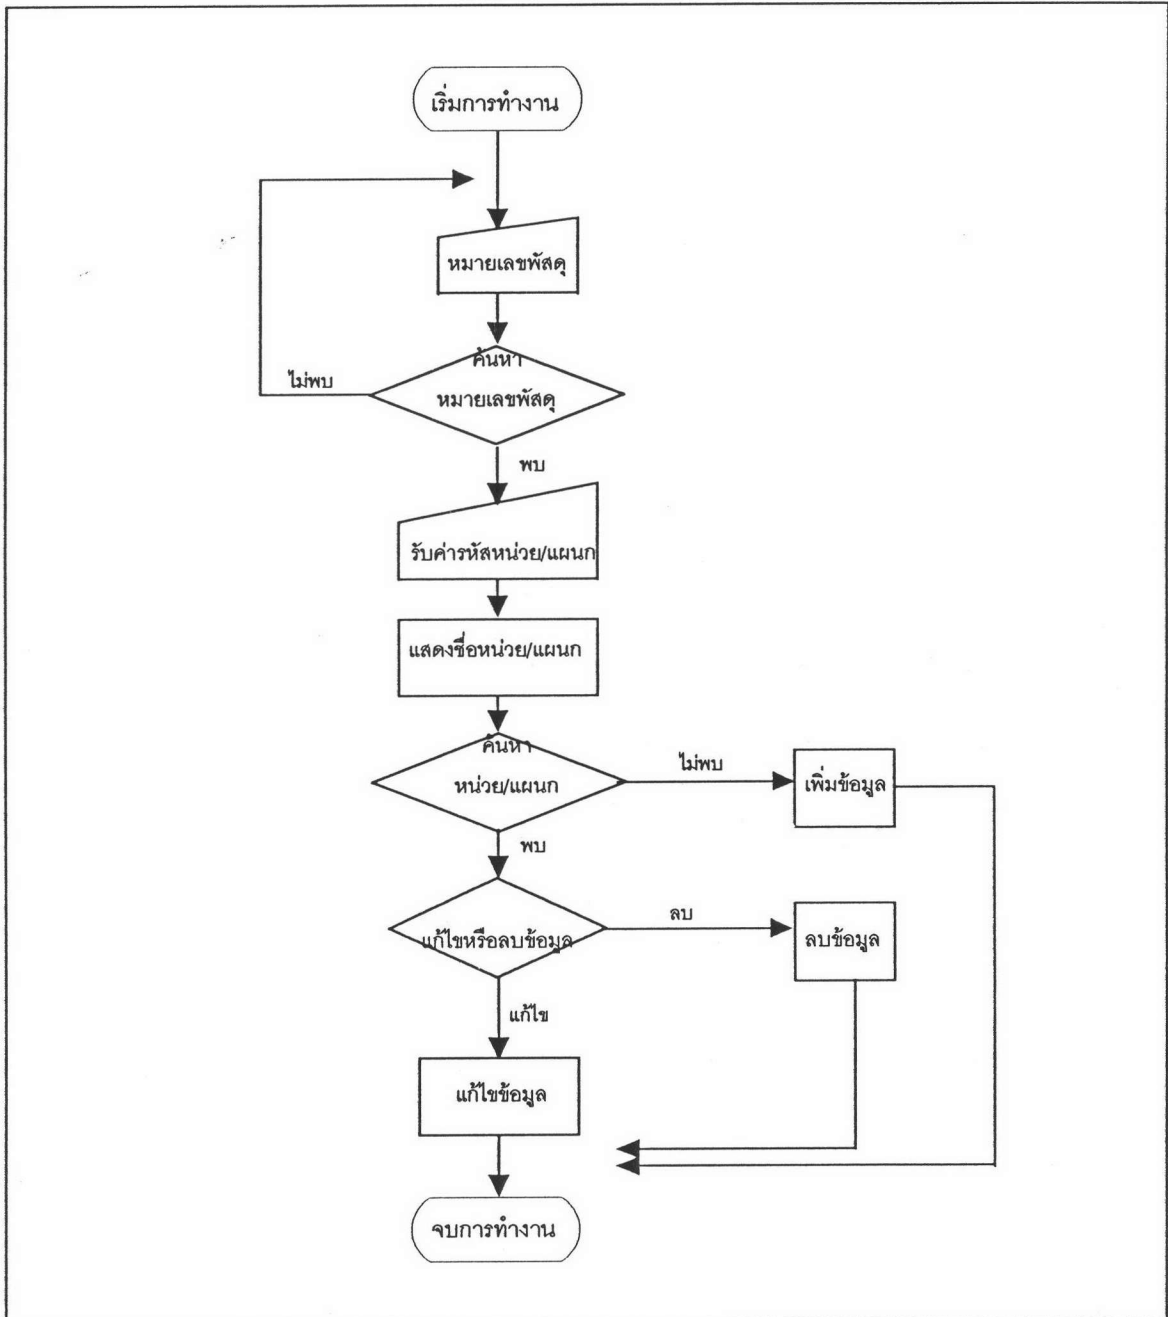 เริ่มการทำงาน
หมายเลขพัสดุ
ค้นหา
ไม่พบ
หมายเลขพัสดุ
พบ
รับค่ารหัสหน่วย/แผนก
แสดงชื่อหน่วย/แผนก
ค้นหา
หน่วย/แผนก
ไม่พบ
เพิ่มข้อมูล
พบ
แก้ไขหรือลบข้อมูล
ลบ
ลบข้อมูล
แก้ไข
แก้ไขข้อมูล
จบการทำงาน